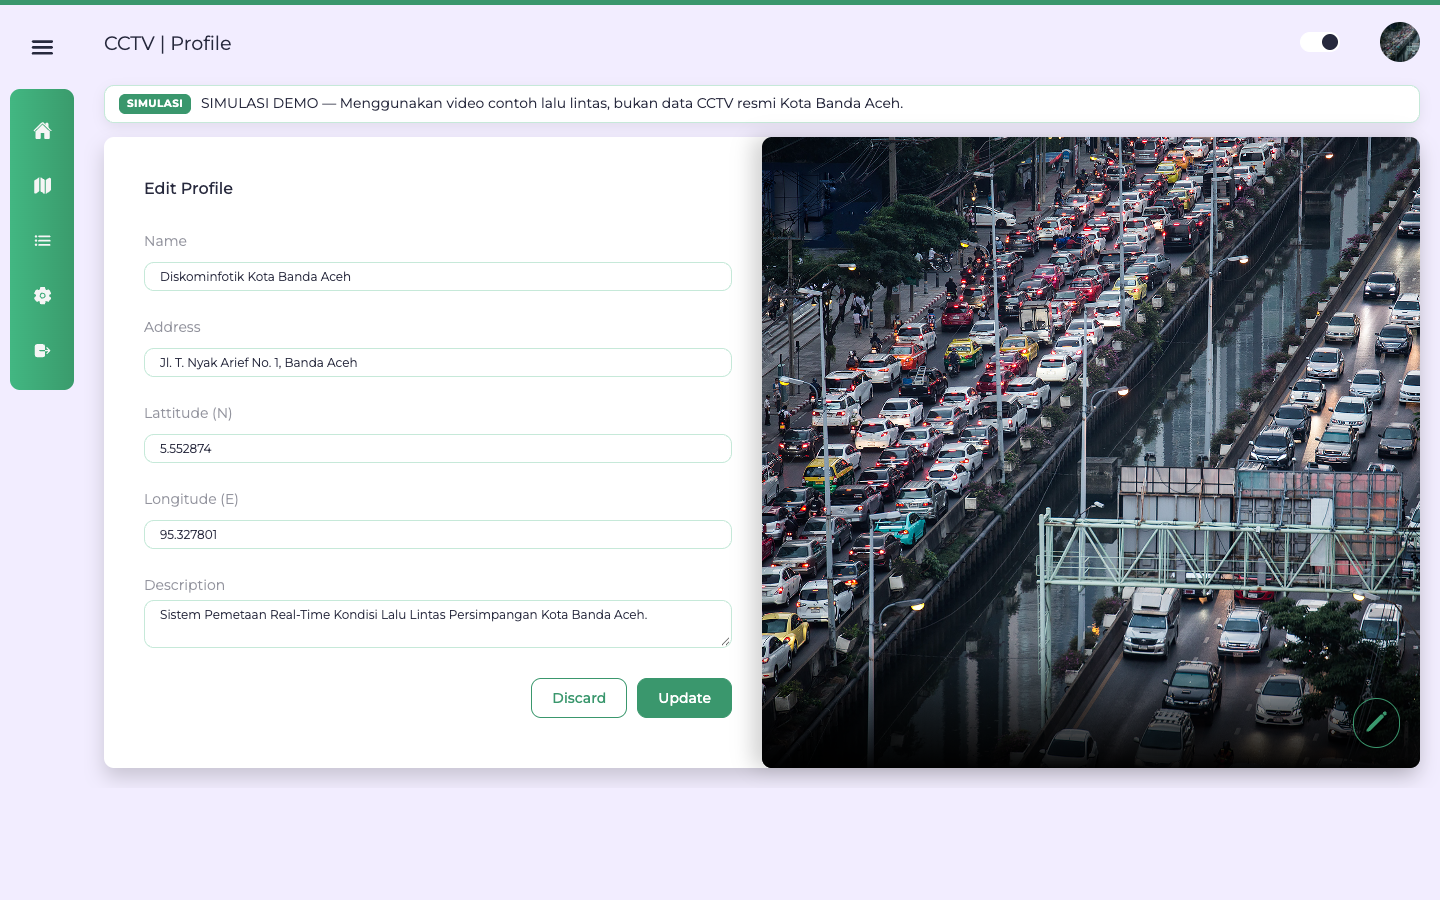 CCTV | Profile
SIMULASI SIMULASI DEMO — Menggunakan video contoh lalu lintas, bukan data CCTV resmi Kota Banda Aceh.
Edit Profile
Name
Diskominfotik Kota Banda Aceh
Address
Jl. T. Nyak Arief No. 1, Banda Aceh
Lattitude (N)
5.552874
Longitude (E)
95.327801
Description
Sistem Pemetaan Real-Time Kondisi Lalu Lintas Persimpangan Kota Banda Aceh.
Discard Update